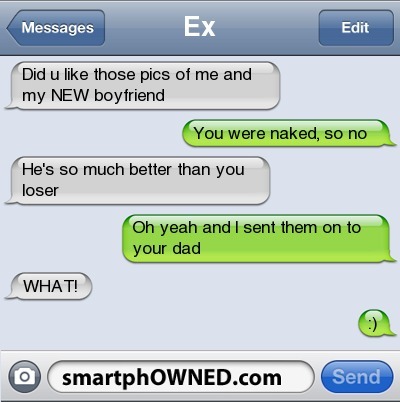 Messages Ex Edit
Did u like those pics of me and
my NEW boyfriend
You were naked, so no
He's so much better than you
loser
Oh yeah and I sent them on to
your dad
WHAT!
:)
smartphOWNED.com Send